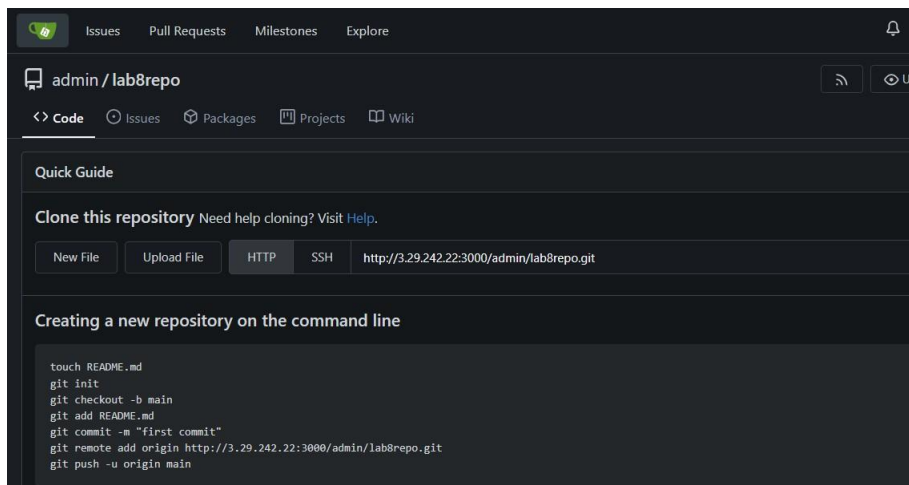 Issues Pull Requests Milestones Explore
admin / lab8repo
Code Issues Packages Projects Wiki
Quick Guide
Clone this repository Need help cloning? Visit Help.
New File Upload File HTTP SSH http://3.29.242.22:3000/admin/lab8repo.git
Creating a new repository on the command line
touch README.md
git init
git checkout -b main
git add README.md
git commit -m "first commit"
git remote add origin http://3.29.242.22:3000/admin/lab8repo.git
git push -u origin main